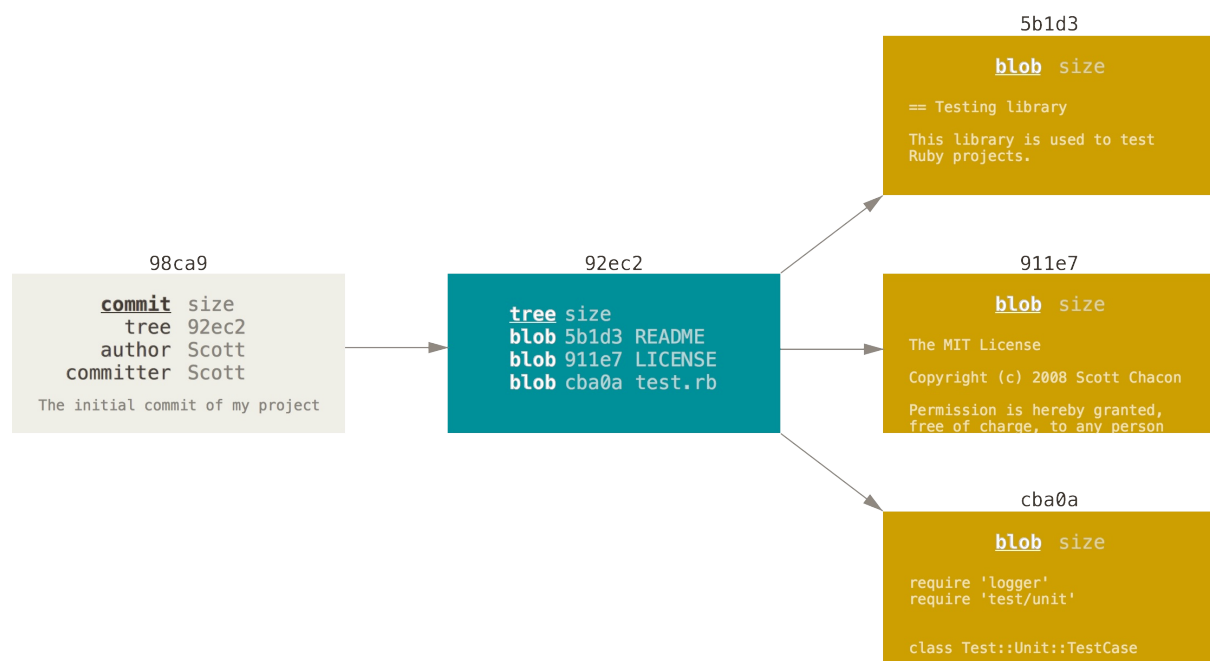 98ca9
commit size
tree 92ec2
author Scott
committer Scott
The initial commit of my project
92ec2
tree size
blob 5b1d3 README
blob 911e7 LICENSE
blob cba0a test.rb
5b1d3
blob size
== Testing library
This library is used to test
Ruby projects.
911e7
blob size
The MIT License
Copyright (c) 2008 Scott Chacon
Permission is hereby granted,
free of charge, to any person
cba0a
blob size
require 'logger'
require 'test/unit'
class Test::Unit::TestCase